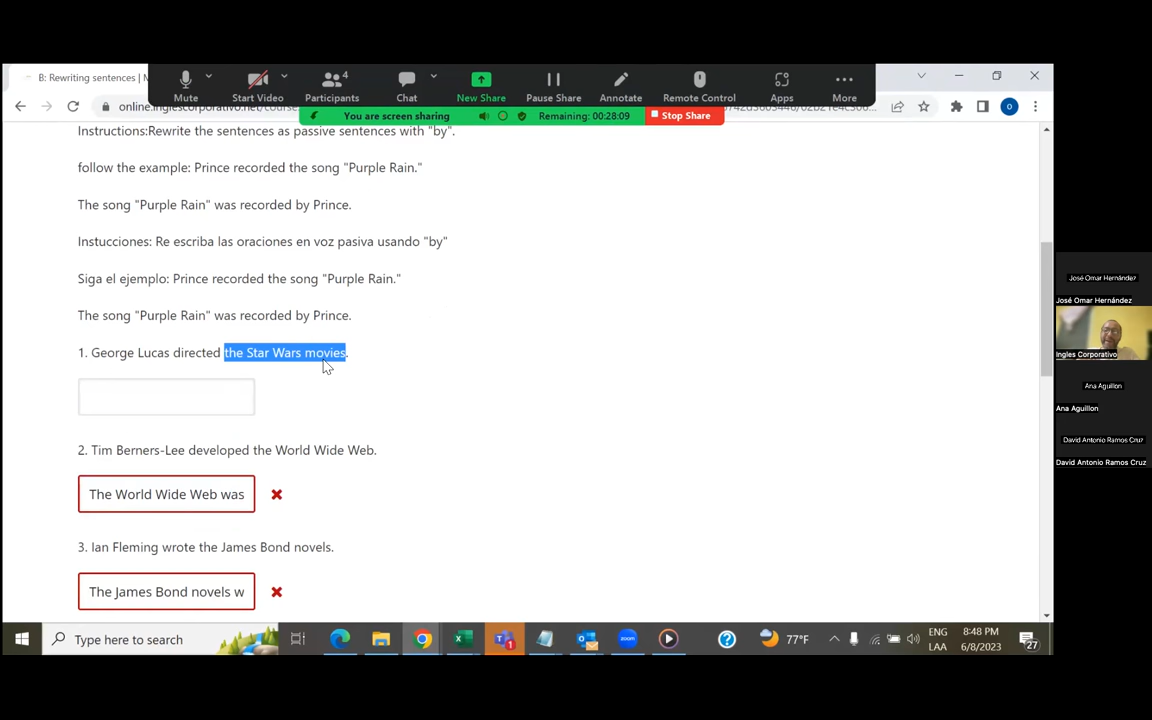 B: Rewriting sentences | M
Mute
Start Video
4
Participants
Chat
New Share
Pause Share
Annotate
Remote Control
Apps
More
You are screen sharing
Remaining: 00:28:09
Stop Share
Instructions:Rewrite the sentences as passive sentences with "by".
follow the example: Prince recorded the song "Purple Rain."
The song "Purple Rain" was recorded by Prince.
Instucciones: Re escriba las oraciones en voz pasiva usando "by"
Siga el ejemplo: Prince recorded the song "Purple Rain."
The song "Purple Rain" was recorded by Prince.
1. George Lucas directed the Star Wars movies.
2. Tim Berners-Lee developed the World Wide Web.
The World Wide Web was
3. Ian Fleming wrote the James Bond novels.
The James Bond novels w
José Omar Hernández
José Omar Hernández
Ingles Corporativo
Ana Aguillon
Ana Aguillon
David Antonio Ramos Cruz
David Antonio Ramos Cruz
Type here to search
1
zoom
77°F
ENG
LAA
8:48 PM
6/8/2023
27